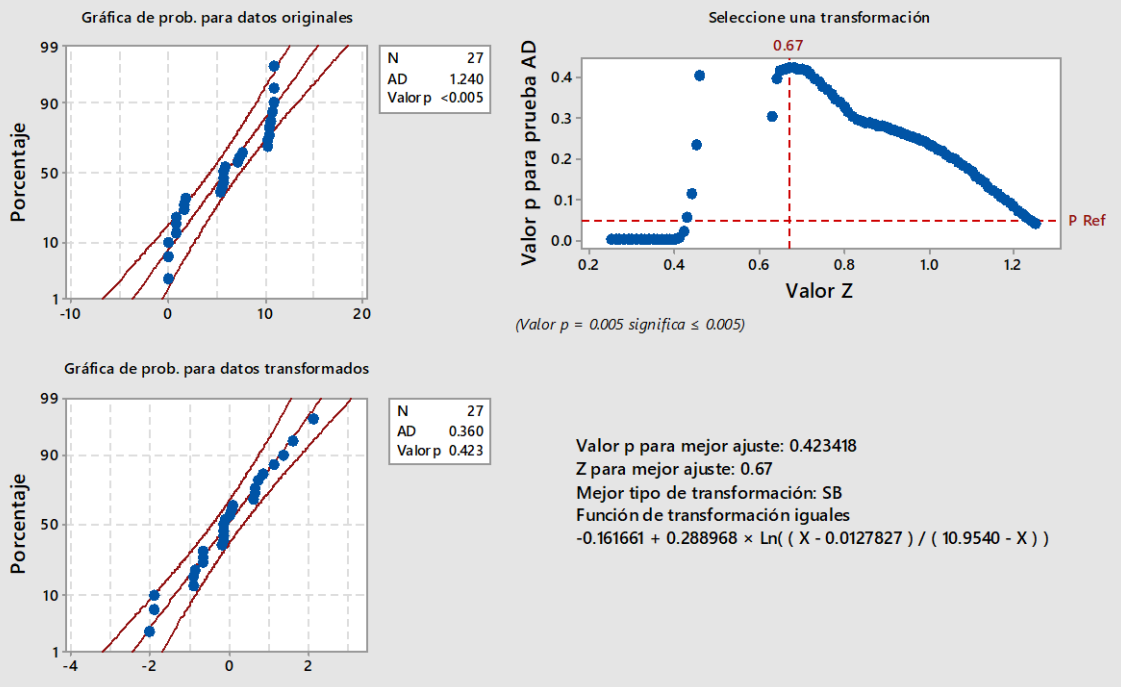 Gráfica de prob. para datos originales
99
90
50
10
1
Porcentaje
-10 0 10 20
N 27
AD 1.240
Valor p <0.005
Seleccione una transformación
0.67
0.4
0.3
0.2
0.1
0.0
Valor p para prueba AD
P Ref
0.2 0.4 0.6 0.8 1.0 1.2
Valor Z
(Valor p = 0.005 significa ≤ 0.005)
Gráfica de prob. para datos transformados
99
90
50
10
1
Porcentaje
-4 -2 0 2
N 27
AD 0.360
Valor p 0.423
Valor p para mejor ajuste: 0.423418
Z para mejor ajuste: 0.67
Mejor tipo de transformación: SB
Función de transformación iguales
-0.161661 + 0.288968 × Ln( ( X - 0.0127827 ) / ( 10.9540 - X ) )